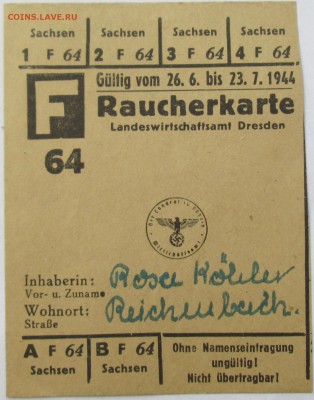 COINS.LAVE.RU
Sachsen Sachsen Sachsen Sachsen
1 F 64 2 F 64 3 F 64 4 F 64
Gültig vom 26. 6. bis 23. 7. 1944
F
Raucherkarte
Landeswirtschaftsamt Dresden
64
Inhaberin: Rosa Köhler
Vor- u. Zuname
Wohnort: Reichenbach.
Straße
A F 64 B F 64 Ohne Namenseintragung
Sachsen Sachsen ungültig!
Nicht übertragbar!